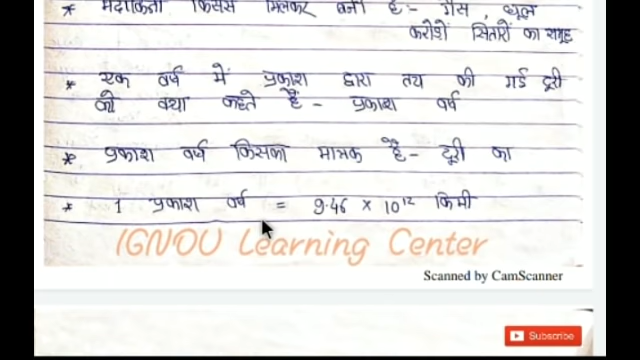 * मंदाकिनी किससे मिलकर बनी है:- गैस, धूल
करोड़ों सितारों का समूह
* एक वर्ष में प्रकाश द्वारा तय की गई दूरी
को क्या कहते हैं - प्रकाश वर्ष
* प्रकाश वर्ष किसका मात्रक है - दूरी का
* 1 प्रकाश वर्ष = 9.46 × 10¹² किमी
IGNOU Learning Center
Scanned by CamScanner
Subscribe